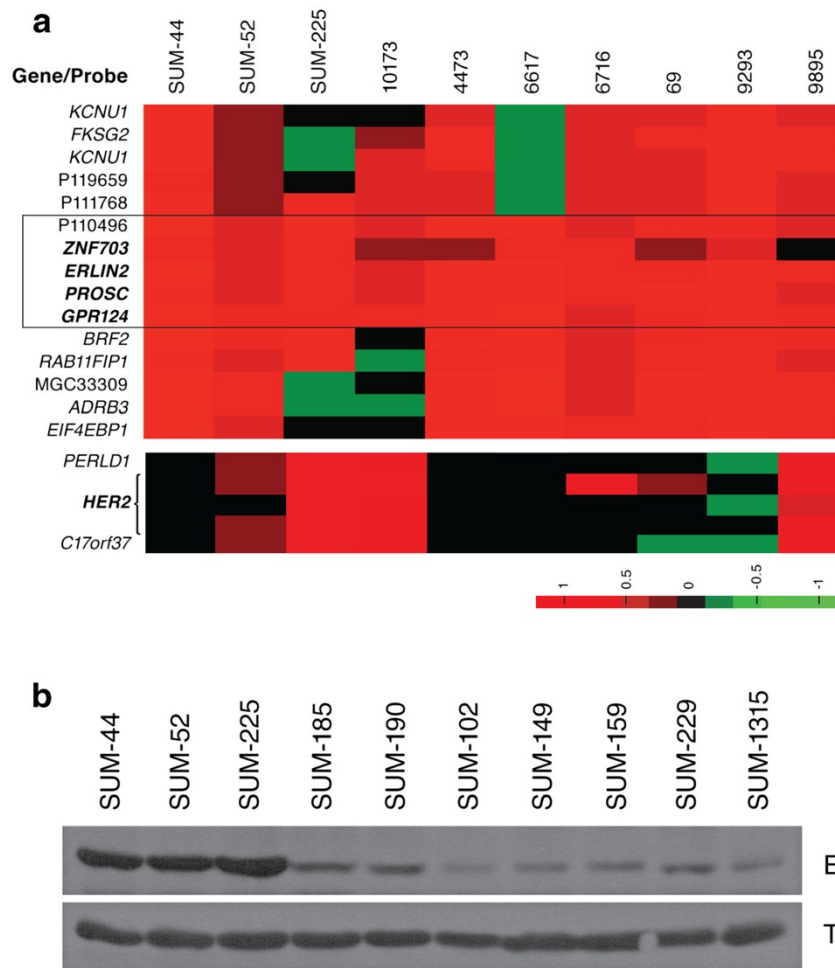 a
Gene/Probe SUM-44 SUM-52 SUM-225 10173 4473 6617 6716 69 9293 9895
KCNU1
FKSG2
KCNU1
P119659
P111768
P110496
ZNF703
ERLIN2
PROSC
GPR124
BRF2
RAB11FIP1
MGC33309
ADRB3
EIF4EBP1
PERLD1
HER2
C17orf37
1 0.5 0 -0.5 -1
b
SUM-44 SUM-52 SUM-225 SUM-185 SUM-190 SUM-102 SUM-149 SUM-159 SUM-229 SUM-1315
E
T